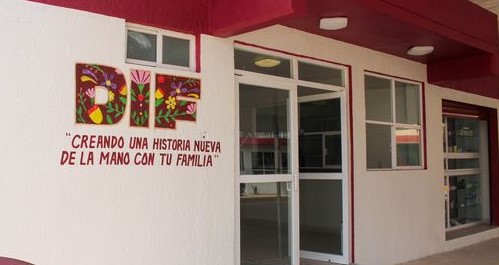 DIF
"CREANDO UNA HISTORIA NUEVA
DE LA MANO CON TU FAMILIA"